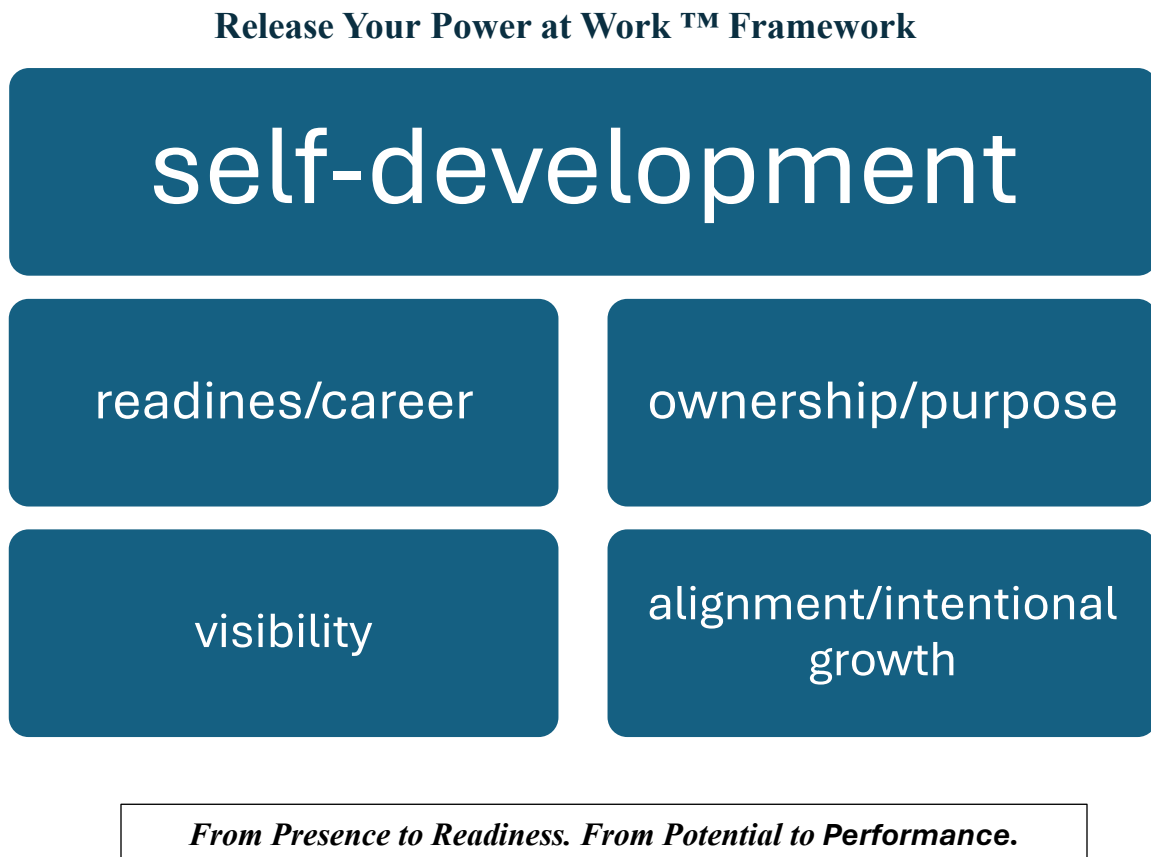 Release Your Power at Work ™ Framework
self-development
readines/career
ownership/purpose
visibility
alignment/intentional
growth
From Presence to Readiness. From Potential to Performance.